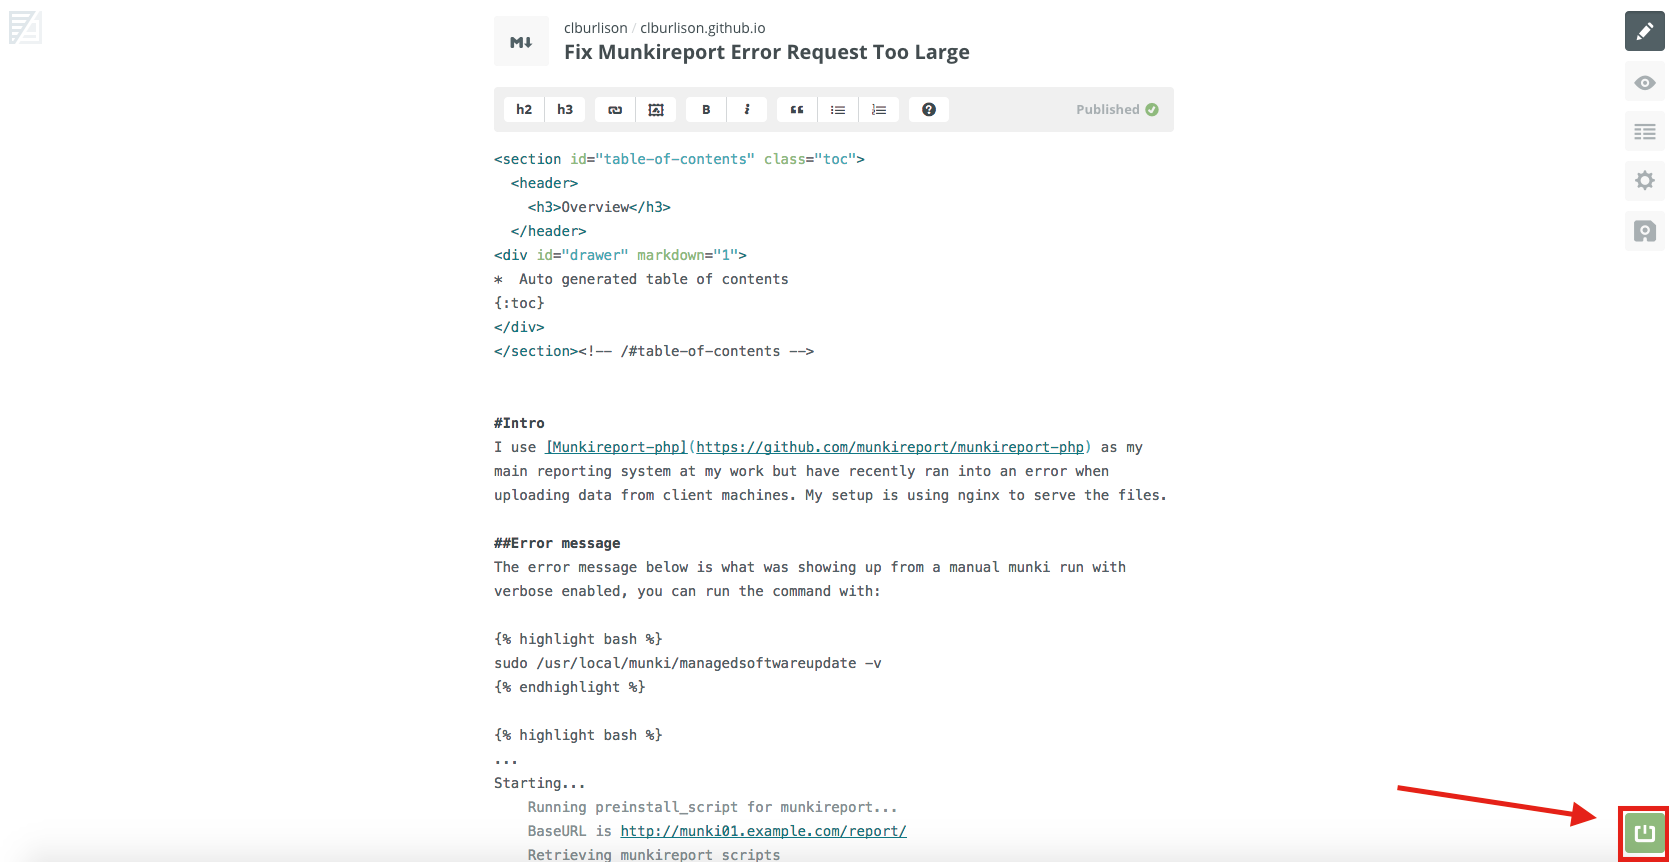 clburlison / clburlison.github.io
M↓
Fix Munkireport Error Request Too Large
h2 h3 B i ?
Published
<section id="table-of-contents" class="toc">
<header>
<h3>Overview</h3>
</header>
<div id="drawer" markdown="1">
* Auto generated table of contents
{:toc}
</div>
</section><!-- /#table-of-contents -->
#Intro
I use [Munkireport-php](https://github.com/munkireport/munkireport-php) as my
main reporting system at my work but have recently ran into an error when
uploading data from client machines. My setup is using nginx to serve the files.
##Error message
The error message below is what was showing up from a manual munki run with
verbose enabled, you can run the command with:
{% highlight bash %}
sudo /usr/local/munki/managedsoftwareupdate -v
{% endhighlight %}
{% highlight bash %}
...
Starting...
Running preinstall_script for munkireport...
BaseURL is http://munki01.example.com/report/
Retrieving munkireport scripts